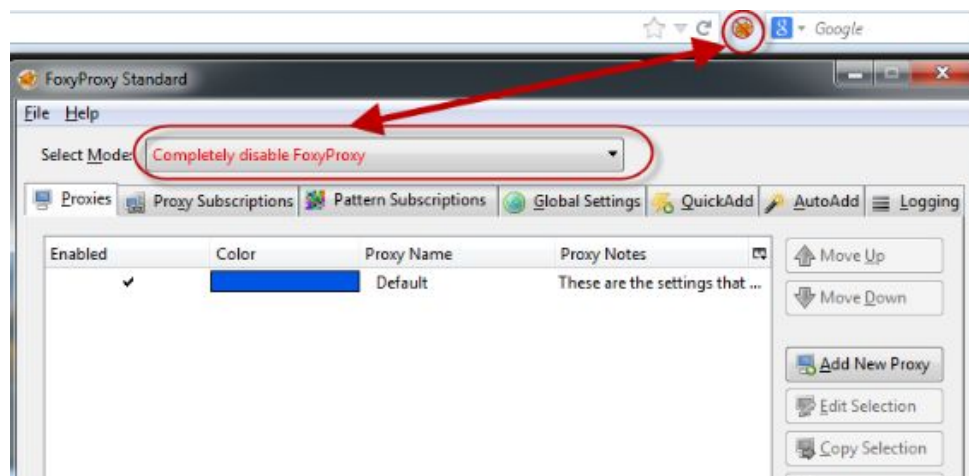 8 Google
FoxyProxy Standard
File Help
Select Mode: Completely disable FoxyProxy
Proxies Proxy Subscriptions Pattern Subscriptions Global Settings QuickAdd AutoAdd Logging
Enabled Color Proxy Name Proxy Notes
Default These are the settings that ...
Move Up
Move Down
Add New Proxy
Edit Selection
Copy Selection